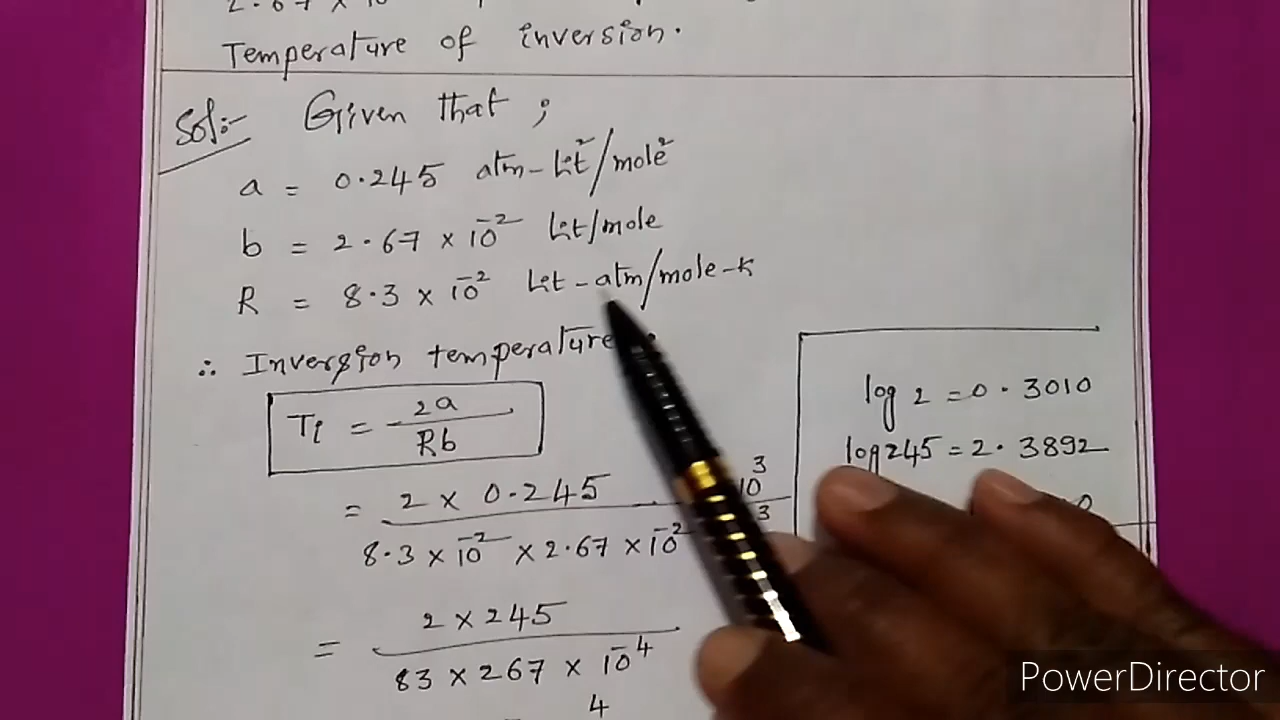 2.67 × 10
Temperature of inversion.
Sol:- Given that ;
a = 0.245 atm-Lit²/mole²
b = 2.67 × 10⁻² Lit/mole
R = 8.3 × 10⁻² Lit-atm/mole-K
∴ Inversion temperature
Ti = 2a / Rb
= 2 × 0.245 / 8.3 × 10⁻² × 2.67 × 10⁻² 10³ / 3
= 2 × 245 / 83 × 267 × 10⁻⁴
4
log 2 = 0.3010
log 245 = 2.3892
PowerDirector